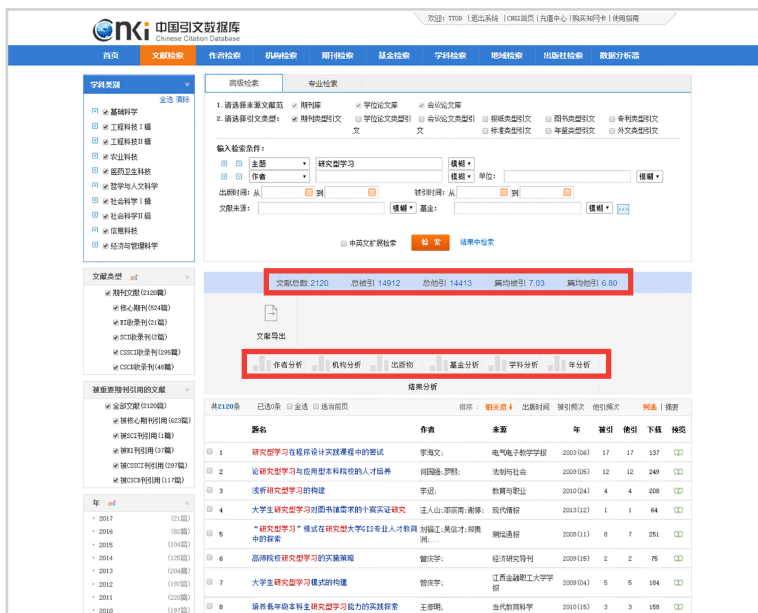 cnki 中国引文数据库
Chinese Citation Database
欢迎: TTOD |退出系统 |CNKI首页|充值中心|购买知网卡|使用指南
首页 文献检索 作者检索 机构检索 期刊检索 基金检索 学科检索 地域检索 出版社检索 数据分析器
学科类别
全选 清除
基础科学
工程科技Ⅰ辑
工程科技Ⅱ辑
农业科技
医药卫生科技
哲学与人文科学
社会科学Ⅰ辑
社会科学Ⅱ辑
信息科技
经济与管理科学
高级检索 专业检索
1. 请选择来源文献范 期刊库 学位论文库 会议论文库
2. 请选择引文类型: 期刊类型引文 学位论文类型引文 会议论文类型引文 报纸类型引文 图书类型引文 专利类型引文
标准类型引文 年鉴类型引文 外文类型引文
输入检索条件:
主题 研究型学习 模糊
作者 模糊 单位: 模糊
出版时间: 从 到 被引时间: 从 到
文献来源: 模糊 基金: 模糊 ...
中英文扩展检索 检 索 结果中检索
文献类型
期刊文献(2120篇)
核心期刊(524篇)
EI收录刊(21篇)
SCI收录刊(2篇)
CSSCI收录刊(295篇)
CSCD收录刊(48篇)
文献总数 2120 总被引 14912 总他引 14413 篇均被引 7.03 篇均他引 6.80
文献导出
作者分析 机构分析 出版物 基金分析 学科分析 年分析
结果分析
被重要期刊引用的文献
全部文献(2120篇)
被核心期刊引用(623篇)
被SCI刊引用(1篇)
被EI刊引用(37篇)
被CSSCI刊引用(297篇)
被CSCD刊引用(117篇)
年
2017 (21篇)
2016 (92篇)
2015 (104篇)
2014 (125篇)
2013 (204篇)
2012 (192篇)
2011 (220篇)
2010 (197篇)
共2120条 已选0条 全选 选当前页 排序: 相关度 出版时间 被引频次 他引频次 列表 | 摘要
题名 作者 来源 年 被引 他引 下载 预览
1 研究型学习在程序设计实践课程中的尝试 李海文; 电气电子教学学报 2003(06) 17 17 137
2 论研究型学习与应用型本科院校的人才培养 何国雄;罗熙; 法制与社会 2009(05) 12 12 249
3 浅析研究型学习的构建 李迢; 教育与职业 2010(24) 4 4 208
4 大学生研究型学习对图书馆需求的个案实证研究 汪人山;邓宗南;谢娜; 现代情报 2013(12) 1 1 64
5 “研究型学习”模式在研究型大学GIS专业人才教育中的探索 刘福江;吴信才;郑贵洲;... 测绘通报 2008(11) 8 7 251
6 高师院校研究型学习的实施策略 曾庆宇; 经济研究导刊 2009(15) 2 2 75
7 大学生研究型学习模式的构建 曾庆宇; 江西金融职工大学学报 2009(04) 5 5 184
8 培养低年级本科生研究型学习能力的实践探索 王彦明; 当代教育科学 2010(15) 3 3 158